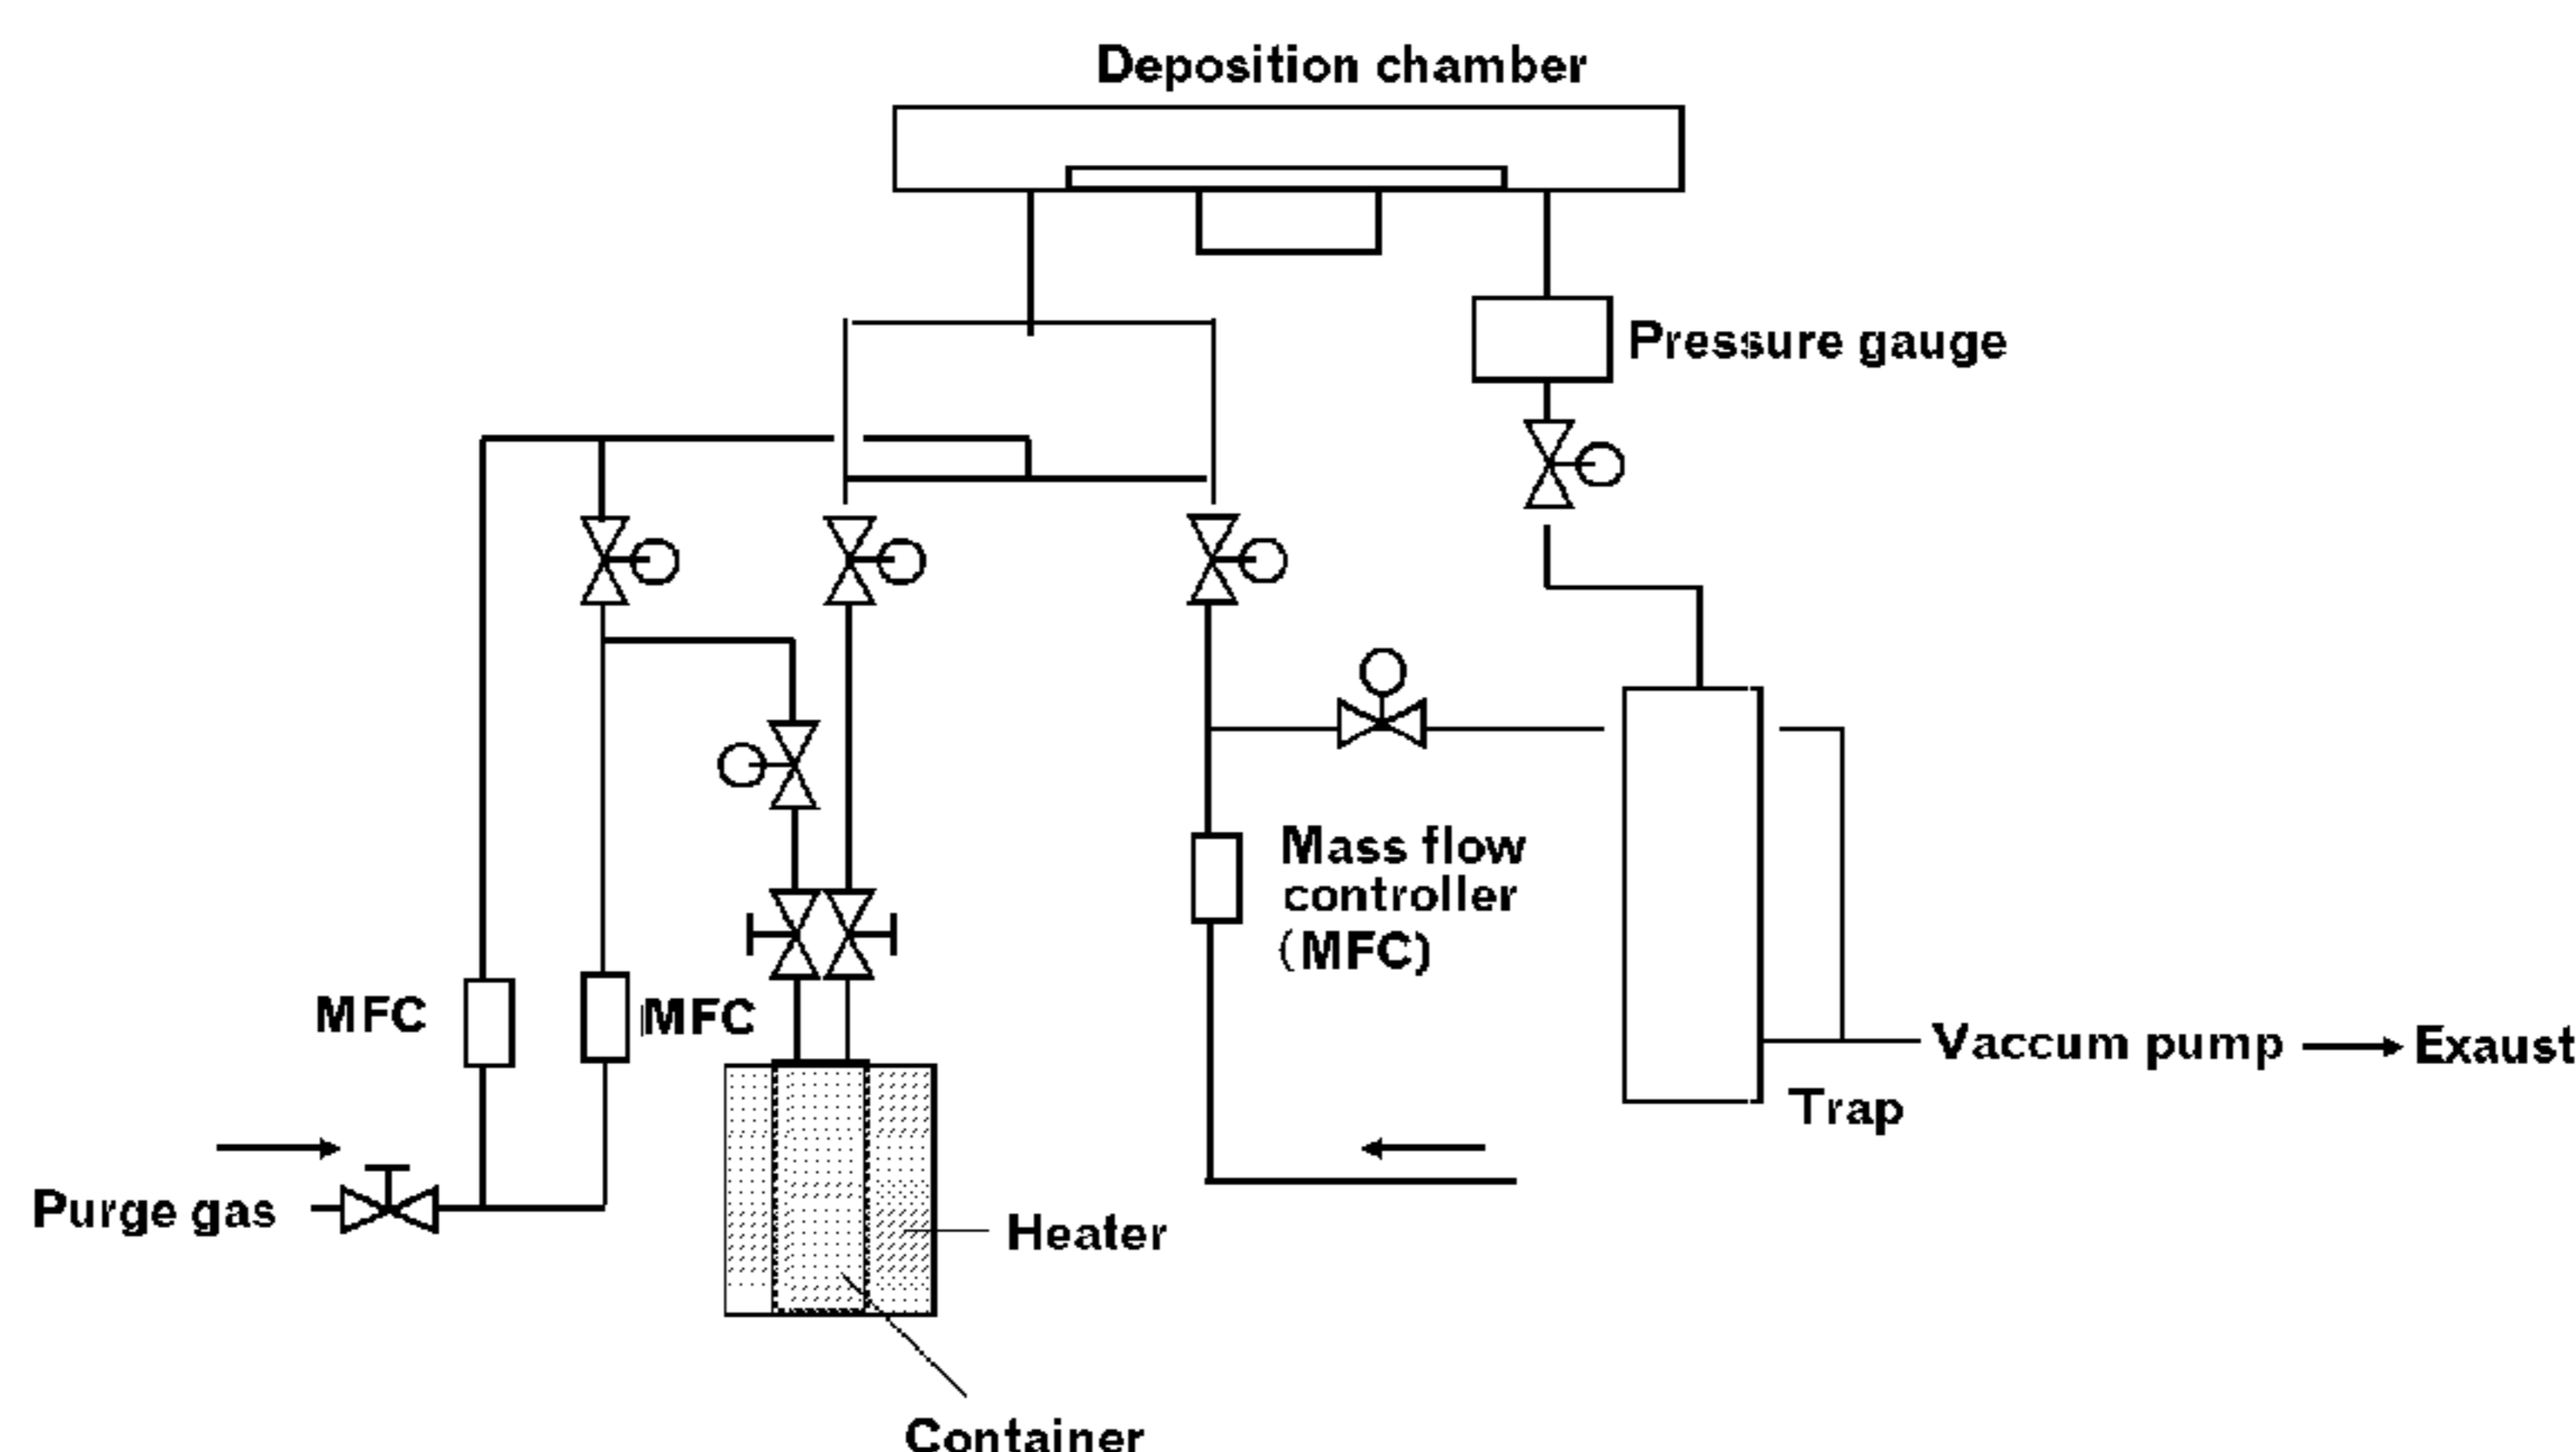 Deposition chamber
Pressure gauge
Mass flow
controller
(MFC)
MFC
MFC
Vaccum pump
Exaust
Trap
Purge gas
Heater
Container